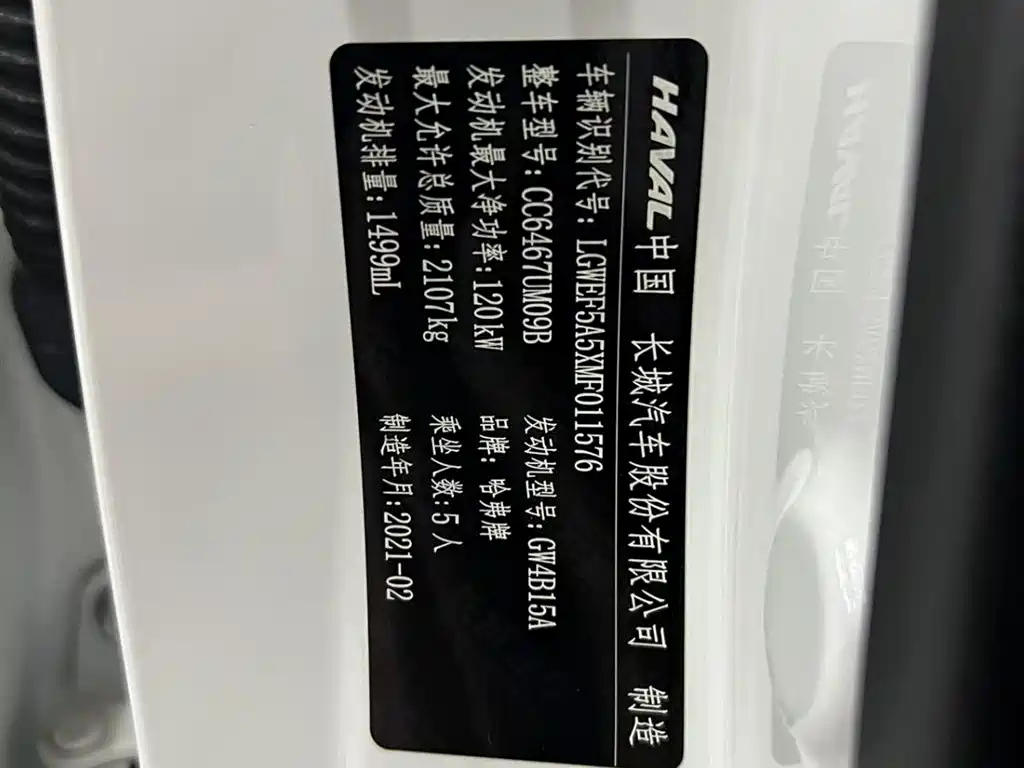 HAVAL 中国 长城汽车股份有限公司 制造
车辆识别代号: LGWEF5A5XMF011576
整车型号: CC6467UM09B 发动机型号: GW4B15A
发动机最大净功率: 120kW 品牌: 哈弗牌
最大允许总质量: 2107kg 乘坐人数: 5人
发动机排量: 1499mL 制造年月: 2021-02